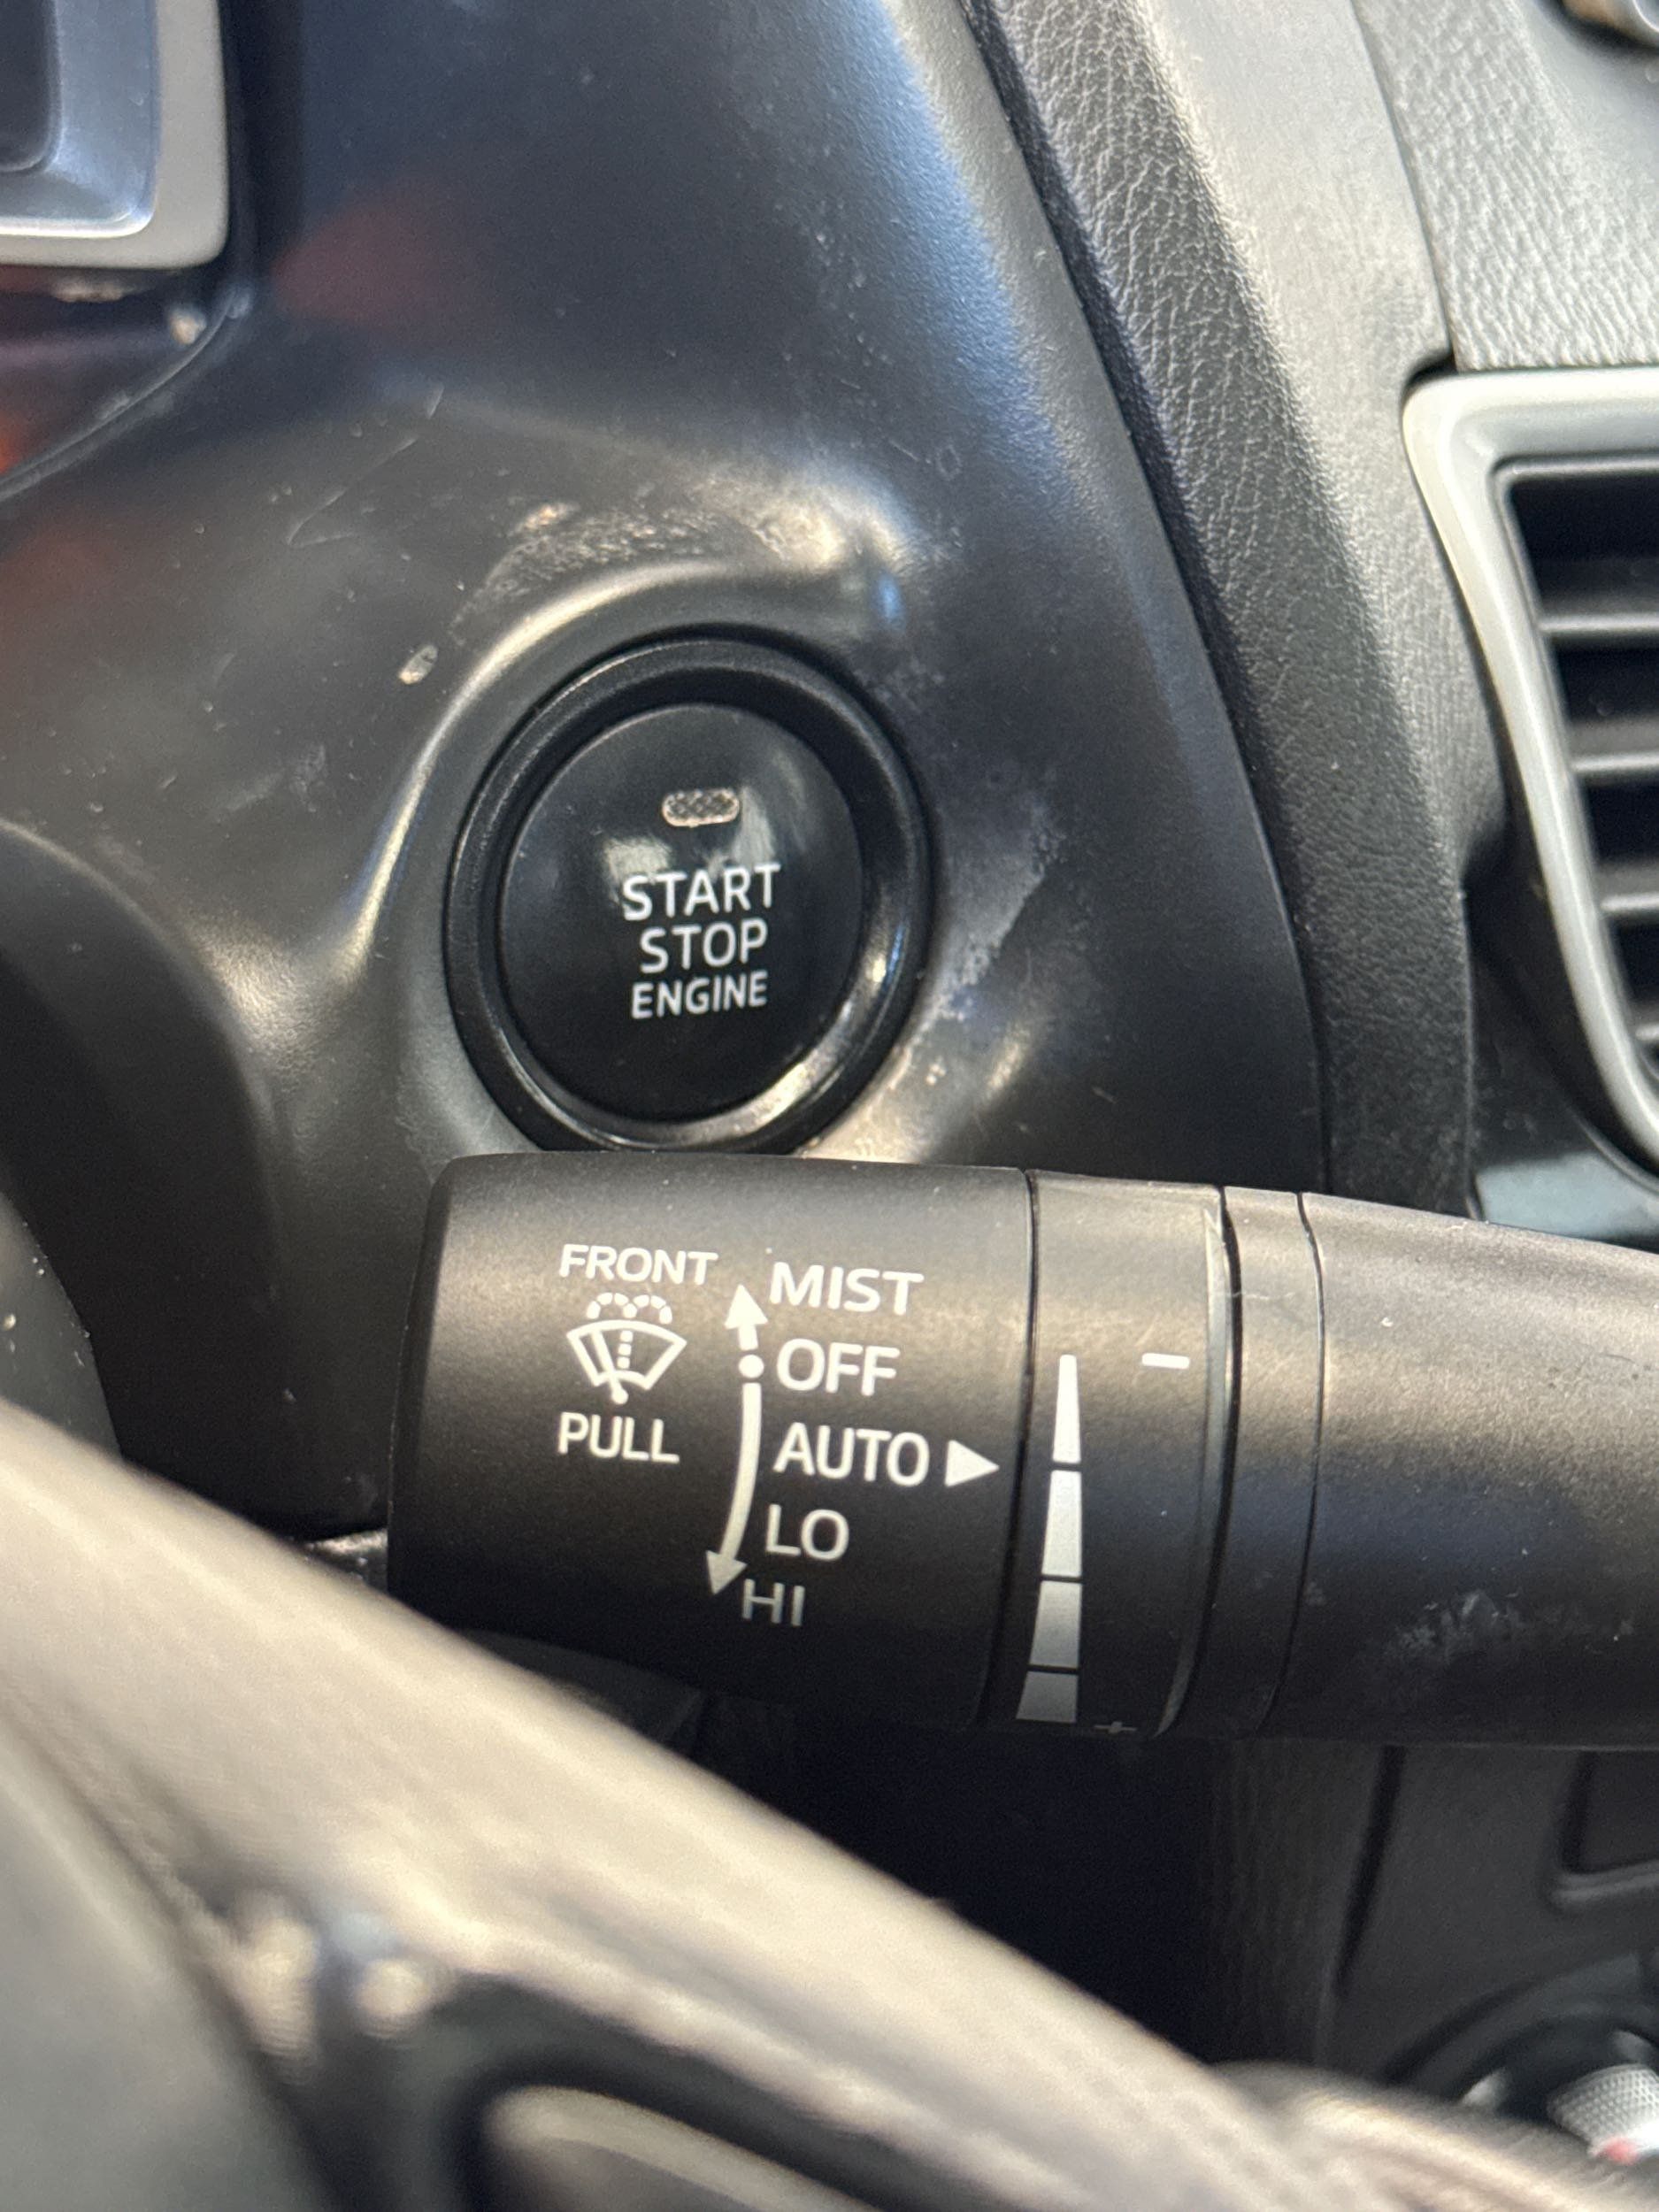 START
STOP
ENGINE
FRONT
PULL
MIST
OFF
AUTO
LO
HI
−
+